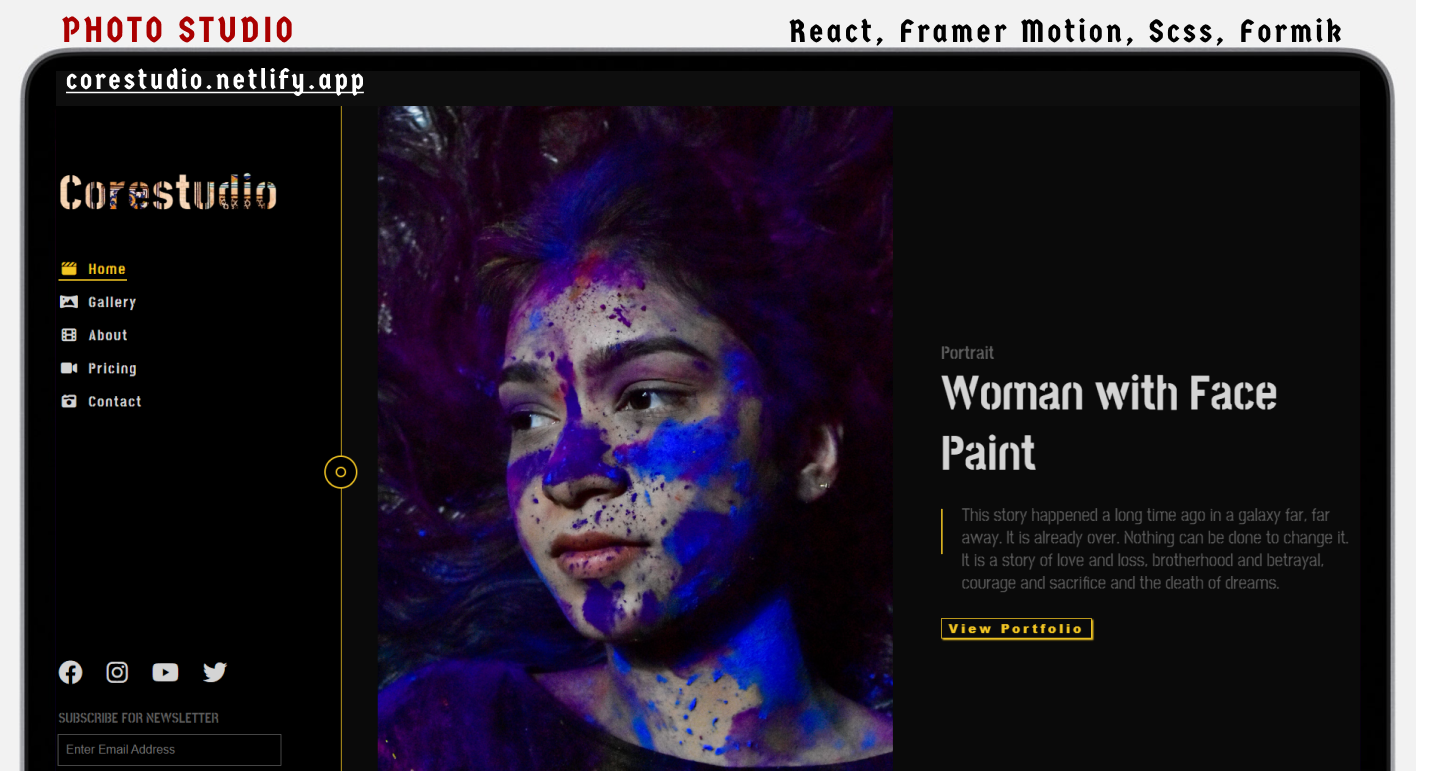 PHOTO STUDIO
React, Framer Motion, Scss, Formik
corestudio.netlify.app
Corestudio
Home
Gallery
About
Pricing
Contact
Portrait
Woman with Face
Paint
This story happened a long time ago in a galaxy far, far
away. It is already over. Nothing can be done to change it.
It is a story of love and loss, brotherhood and betrayal,
courage and sacrifice and the death of dreams.
View Portfolio
SUBSCRIBE FOR NEWSLETTER
Enter Email Address